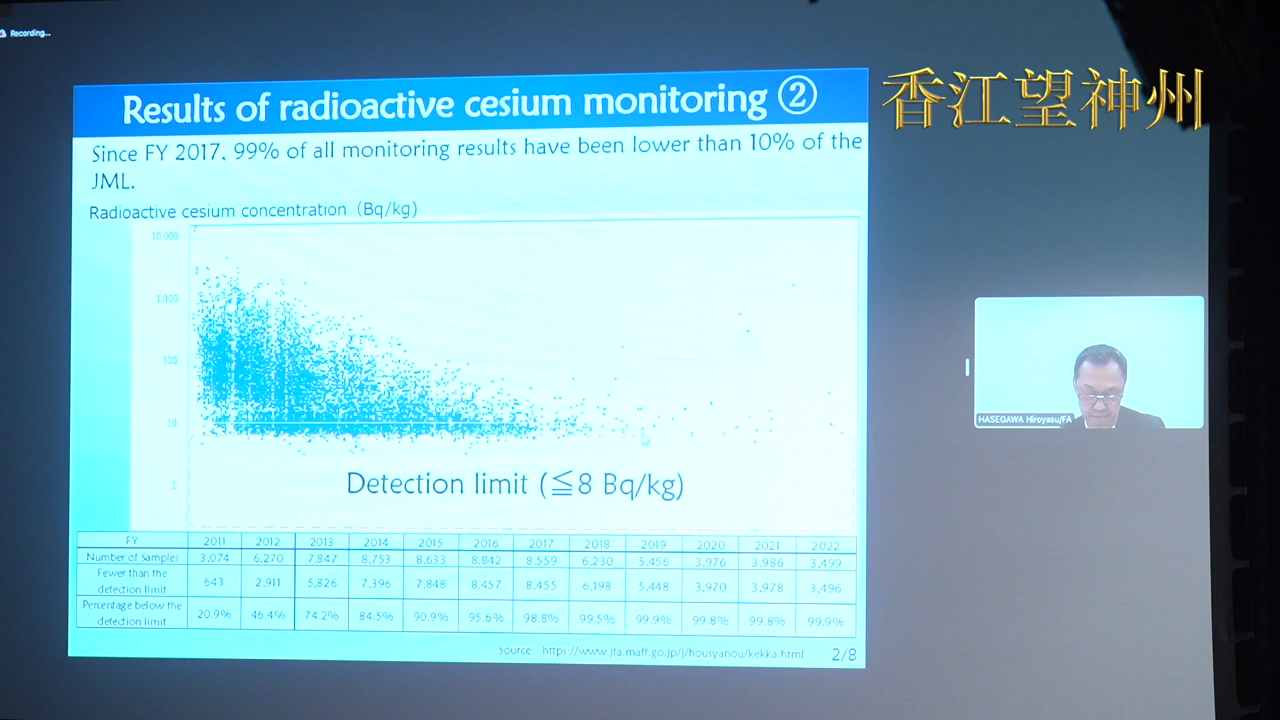 Recording...
香江望神州
Results of radioactive cesium monitoring ②
Since FY 2017, 99% of all monitoring results have been lower than 10% of the
JML.
Radioactive cesium concentration (Bq/kg)
10,000
1,000
100
10
1
Detection limit (≦8 Bq/kg)
HASEGAWA Hiroyasu/FA
FY 2011 2012 2013 2014 2015 2016 2017 2018 2019 2020 2021 2022
Number of Samples 3,074 6,270 7,847 8,753 8,633 8,842 8,559 6,230 5,456 3,976 3,986 3,499
Fewer than the
detection limit 643 2,911 5,826 7,396 7,848 8,457 8,455 6,198 5,448 3,970 3,978 3,496
Percentage below the
detection limit 20.9% 46.4% 74.2% 84.5% 90.9% 95.6% 98.8% 99.5% 99.9% 99.8% 99.8% 99.9%
Source https://www.jfa.maff.go.jp/j/housyanou/kekka.html 2/8